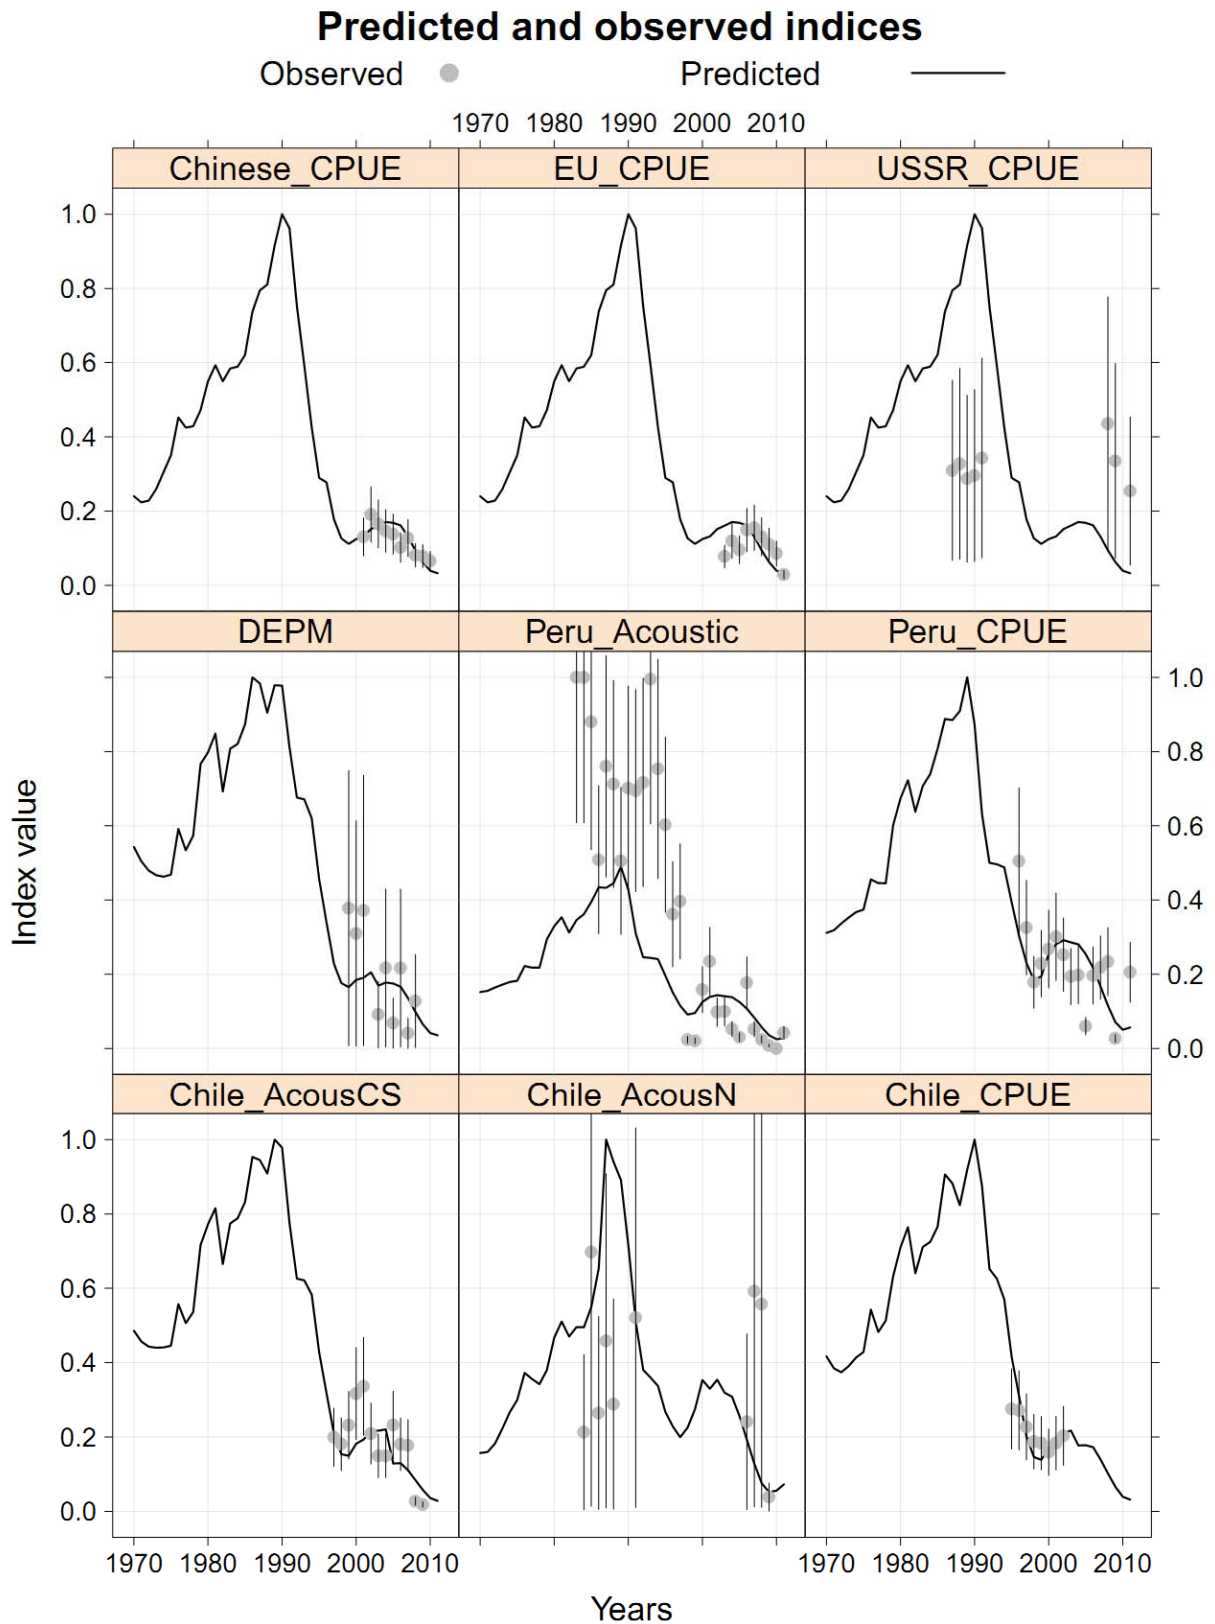 Predicted and observed indices
Observed Predicted
1970 1980 1990 2000 2010
Chinese_CPUE EU_CPUE USSR_CPUE
1.0
0.8
0.6
0.4
0.2
0.0
DEPM Peru_Acoustic Peru_CPUE
1.0
0.8
0.6
0.4
0.2
0.0
Index value
Chile_AcousCS Chile_AcousN Chile_CPUE
1.0
0.8
0.6
0.4
0.2
0.0
1970 1980 1990 2000 2010 1970 1980 1990 2000 2010
Years